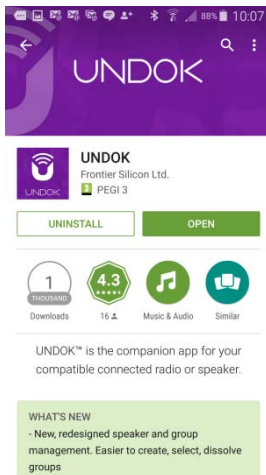 88% 10:07
UNDOK
UNDOK
UNDOK
Frontier Silicon Ltd.
3 PEGI 3
UNINSTALL
OPEN
1
THOUSAND
Downloads
4.3
16
Music & Audio
Similar
UNDOK™ is the companion app for your
compatible connected radio or speaker.
WHAT'S NEW
- New, redesigned speaker and group
management. Easier to create, select, dissolve
groups